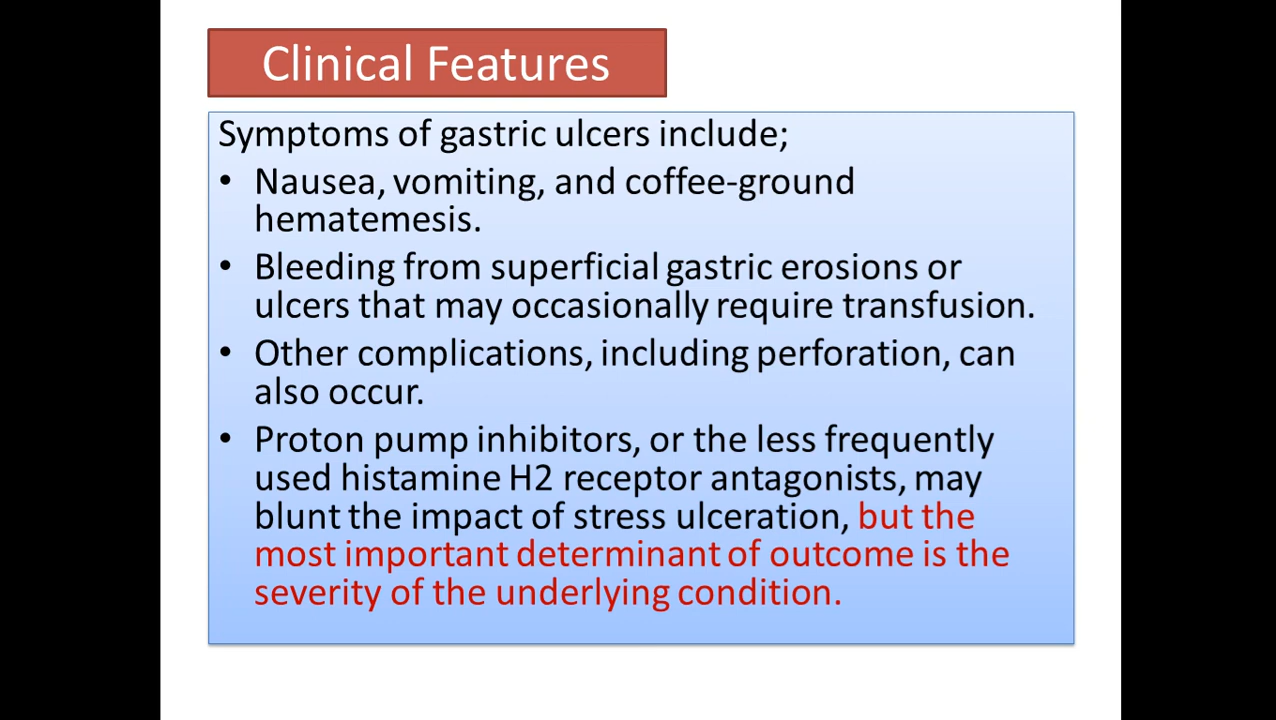 Clinical Features
Symptoms of gastric ulcers include;
• Nausea, vomiting, and coffee-ground
hematemesis.
• Bleeding from superficial gastric erosions or
ulcers that may occasionally require transfusion.
• Other complications, including perforation, can
also occur.
• Proton pump inhibitors, or the less frequently
used histamine H2 receptor antagonists, may
blunt the impact of stress ulceration, but the
most important determinant of outcome is the
severity of the underlying condition.